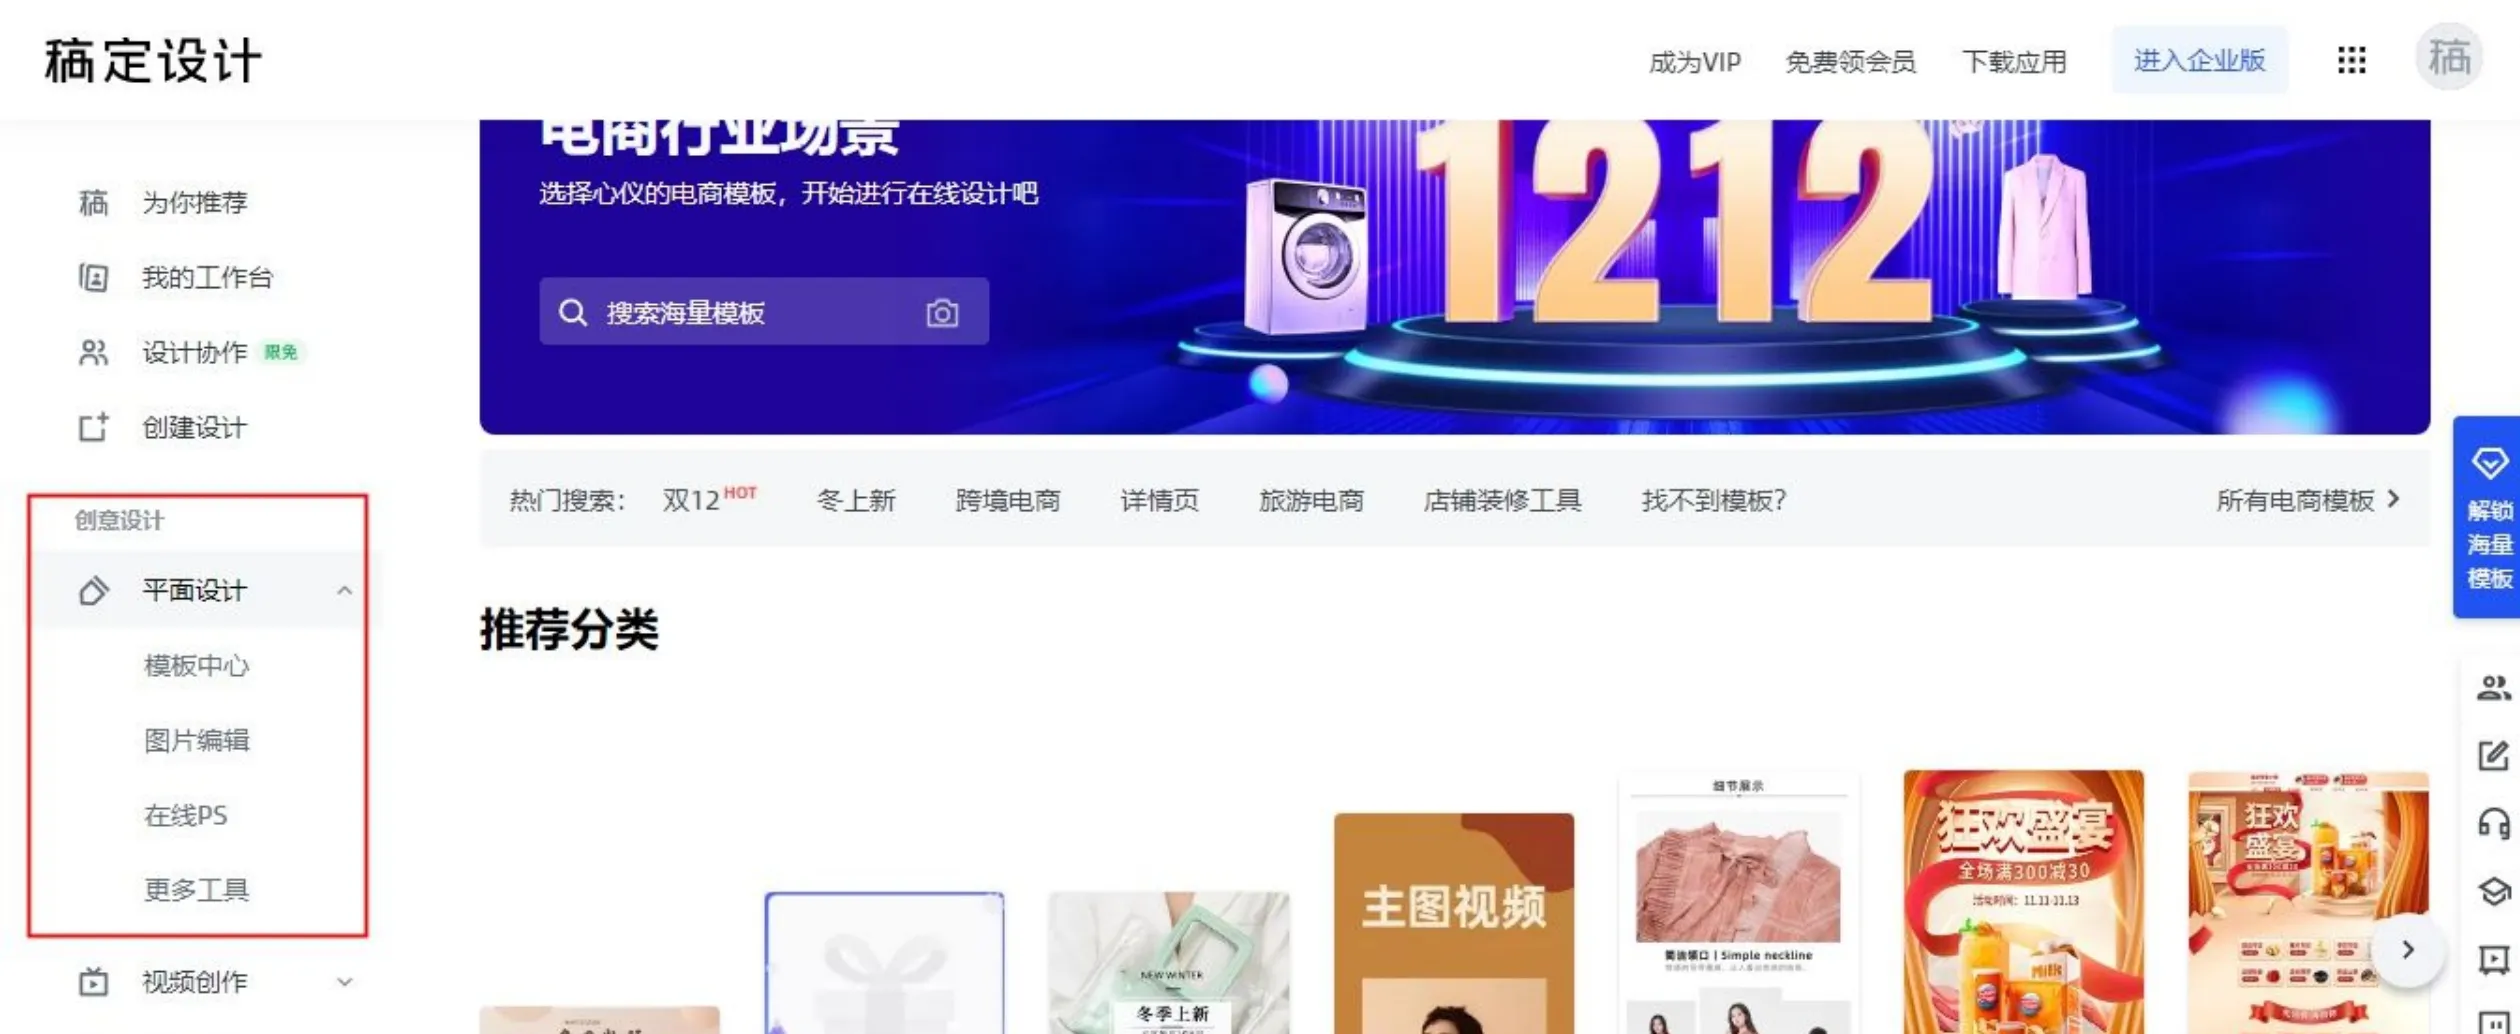 稿定设计
成为VIP 免费领会员 下载应用 进入企业版 稿
电商行业场景
选择心仪的电商模板，开始进行在线设计吧
搜索海量模板
1212
稿 为你推荐
我的工作台
设计协作 限免
创建设计
创意设计
平面设计
模板中心
图片编辑
在线PS
更多工具
视频创作
热门搜索： 双12 HOT 冬上新 跨境电商 详情页 旅游电商 店铺装修工具 找不到模板? 所有电商模板
解锁
海量
模板
推荐分类
NEW WINTER
冬季上新
主图视频
细节展示
简洁领口 | Simple neckline
狂欢盛宴
全场满300减30
活动时间：11.11-11.13
Milk
狂欢
盛宴